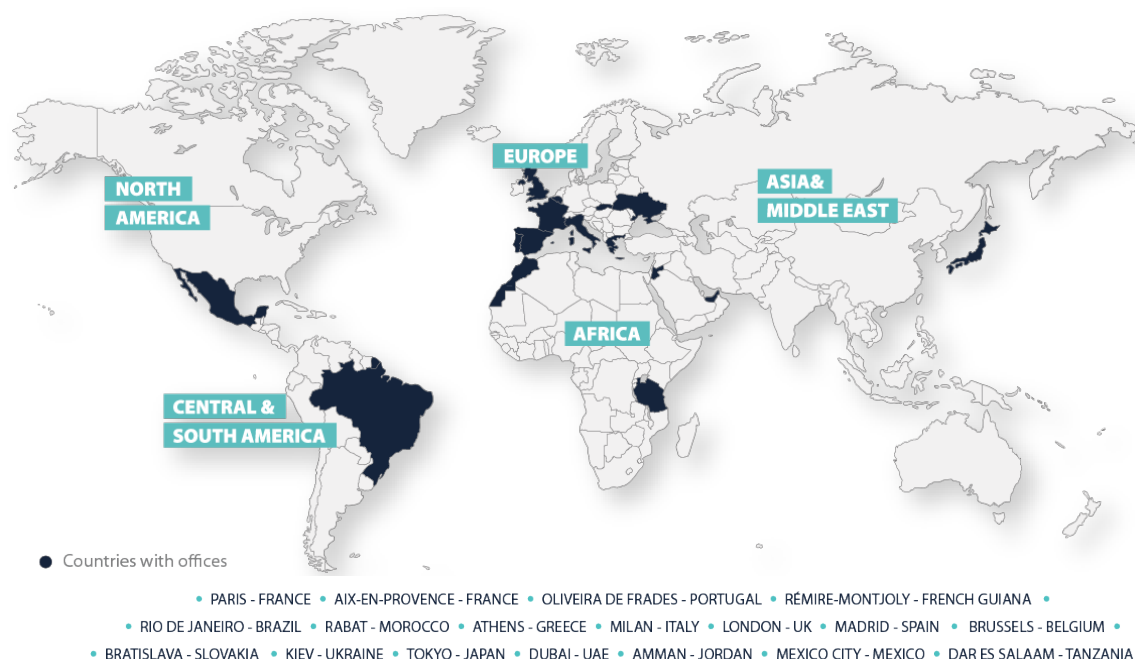 EUROPE
NORTH
AMERICA
ASIA&
MIDDLE EAST
AFRICA
CENTRAL &
SOUTH AMERICA
Countries with offices
• PARIS - FRANCE • AIX-EN-PROVENCE - FRANCE • OLIVEIRA DE FRADES - PORTUGAL • RÉMIRE-MONTJOLY - FRENCH GUIANA •
• RIO DE JANEIRO - BRAZIL • RABAT - MOROCCO • ATHENS - GREECE • MILAN - ITALY • LONDON - UK • MADRID - SPAIN • BRUSSELS - BELGIUM •
• BRATISLAVA - SLOVAKIA • KIEV - UKRAINE • TOKYO - JAPAN • DUBAI - UAE • AMMAN - JORDAN • MEXICO CITY - MEXICO • DAR ES SALAAM - TANZANIA